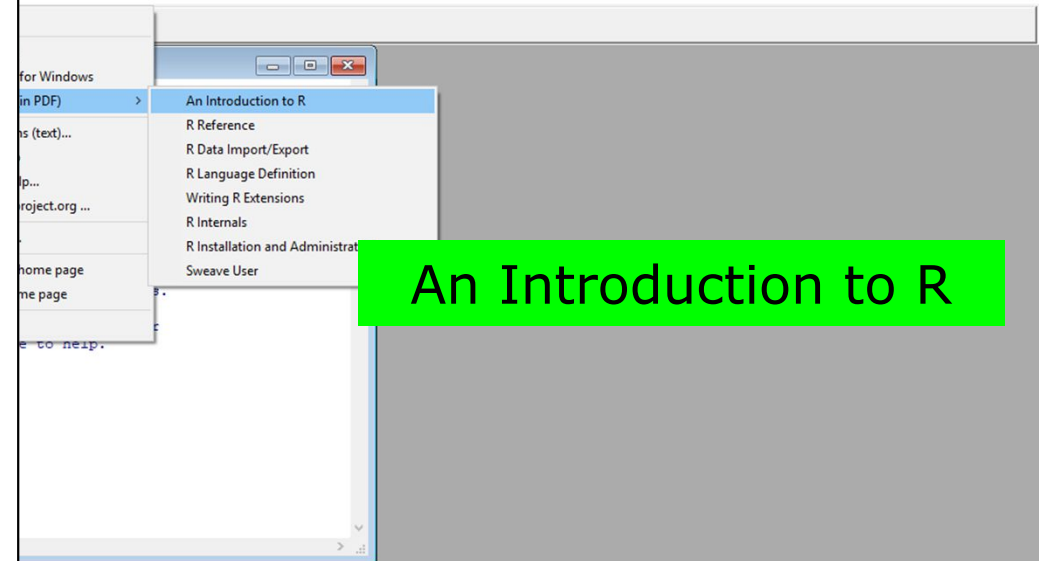 for Windows
in PDF) >
An Introduction to R
s (text)...
R Reference
R Data Import/Export
lp...
R Language Definition
roject.org ...
Writing R Extensions
R Internals
R Installation and Administrat
home page
Sweave User
me page
s.
An Introduction to R
e to help.